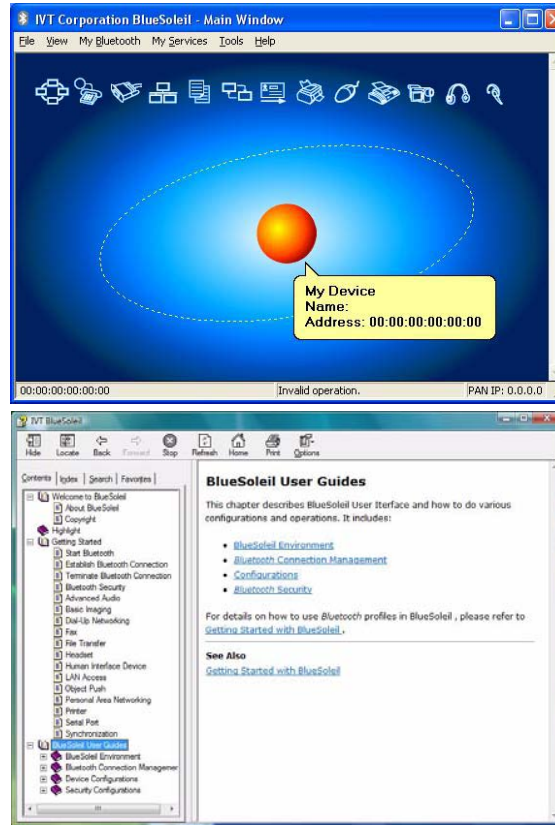 IVT Corporation BlueSoleil - Main Window
File View My Bluetooth My Services Tools Help
My Device
Name:
Address: 00:00:00:00:00:00
00:00:00:00:00:00 Invalid operation. PAN IP: 0.0.0.0
IVT BlueSoleil
Hide Locate Back Forward Stop Refresh Home Print Options
Contents Index Search Favorites
Welcome to BlueSoleil
About BlueSoleil
Copyright
Highlight
Getting Started
Start Bluetooth
Establish Bluetooth Connection
Terminate Bluetooth Connection
Bluetooth Security
Advanced Audio
Basic Imaging
Dial-Up Networking
Fax
File Transfer
Headset
Human Interface Device
LAN Access
Object Push
Personal Area Networking
Printer
Serial Port
Synchronization
BlueSoleil User Guides
BlueSoleil Environment
Bluetooth Connection Managemer
Device Configurations
Security Configurations
BlueSoleil User Guides
This chapter describes BlueSoleil User Iterface and how to do various
configurations and operations. It includes:
BlueSoleil Environment
Bluetooth Connection Management
Configurations
Bluetooth Security
For details on how to use Bluetooth profiles in BlueSoleil , please refer to
Getting Started with BlueSoleil .
See Also
Getting Started with BlueSoleil